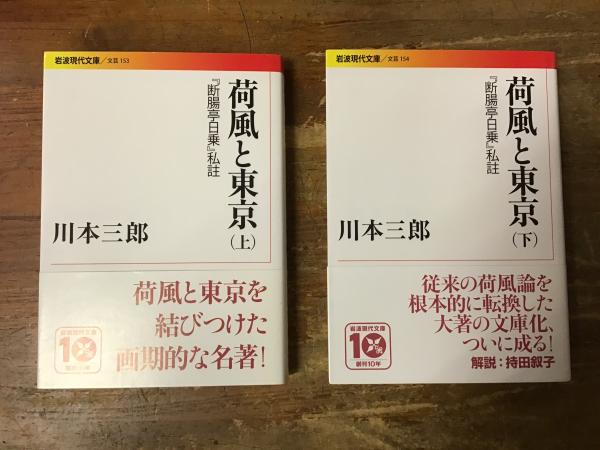 岩波現代文庫／文芸 153
荷風と東京（上）
『断腸亭日乗』私註
川本三郎
荷風と東京を
結びつけた
画期的な名著！
岩波現代文庫
10
創刊10年
岩波現代文庫／文芸 154
荷風と東京（下）
『断腸亭日乗』私註
川本三郎
従来の荷風論を
根本的に転換した
大著の文庫化、
ついに成る！
解説：持田叙子
岩波現代文庫
10
創刊10年